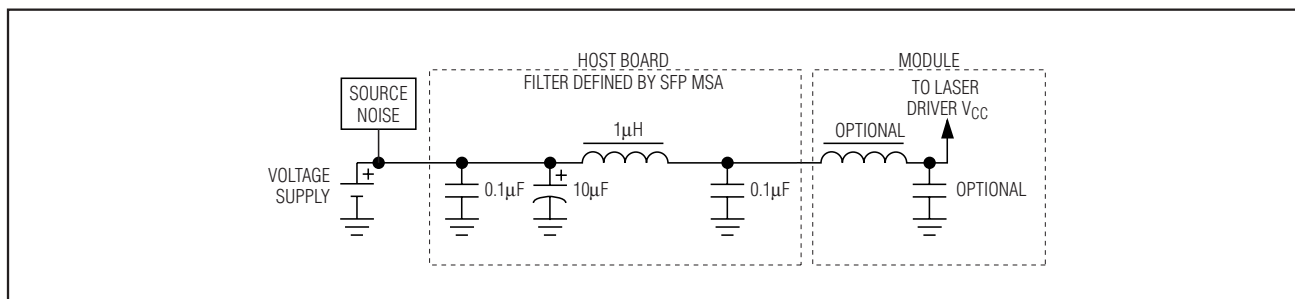 HOST BOARD
FILTER DEFINED BY SFP MSA
MODULE
SOURCE
NOISE
TO LASER
DRIVER VCC
1μH
OPTIONAL
VOLTAGE
SUPPLY
+
0.1μF
+
10μF
0.1μF
OPTIONAL